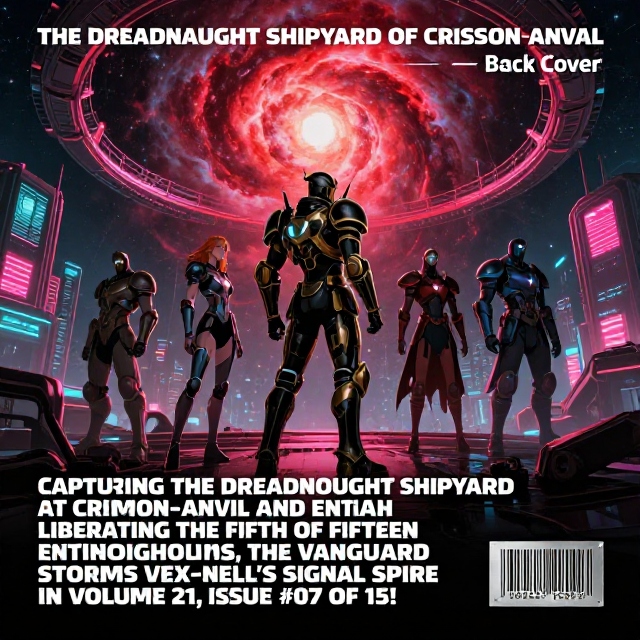 THE DREADNAUGHT SHIPYARD OF CRISSON-ANVAL
— — Back Cover
CAPTURING THE DREADNOUGHT SHIPYARD
AT CRIMON-ANVIL AND ENTIAH
LIBERATING THE FIFTH OF FIFTEEN
ENTINOIGHOUIIS, THE VANGUARD
STORMS VEX-NELL'S SIGNAL SPIRE
IN VOLUME 21, ISSUE #07 OF 15!